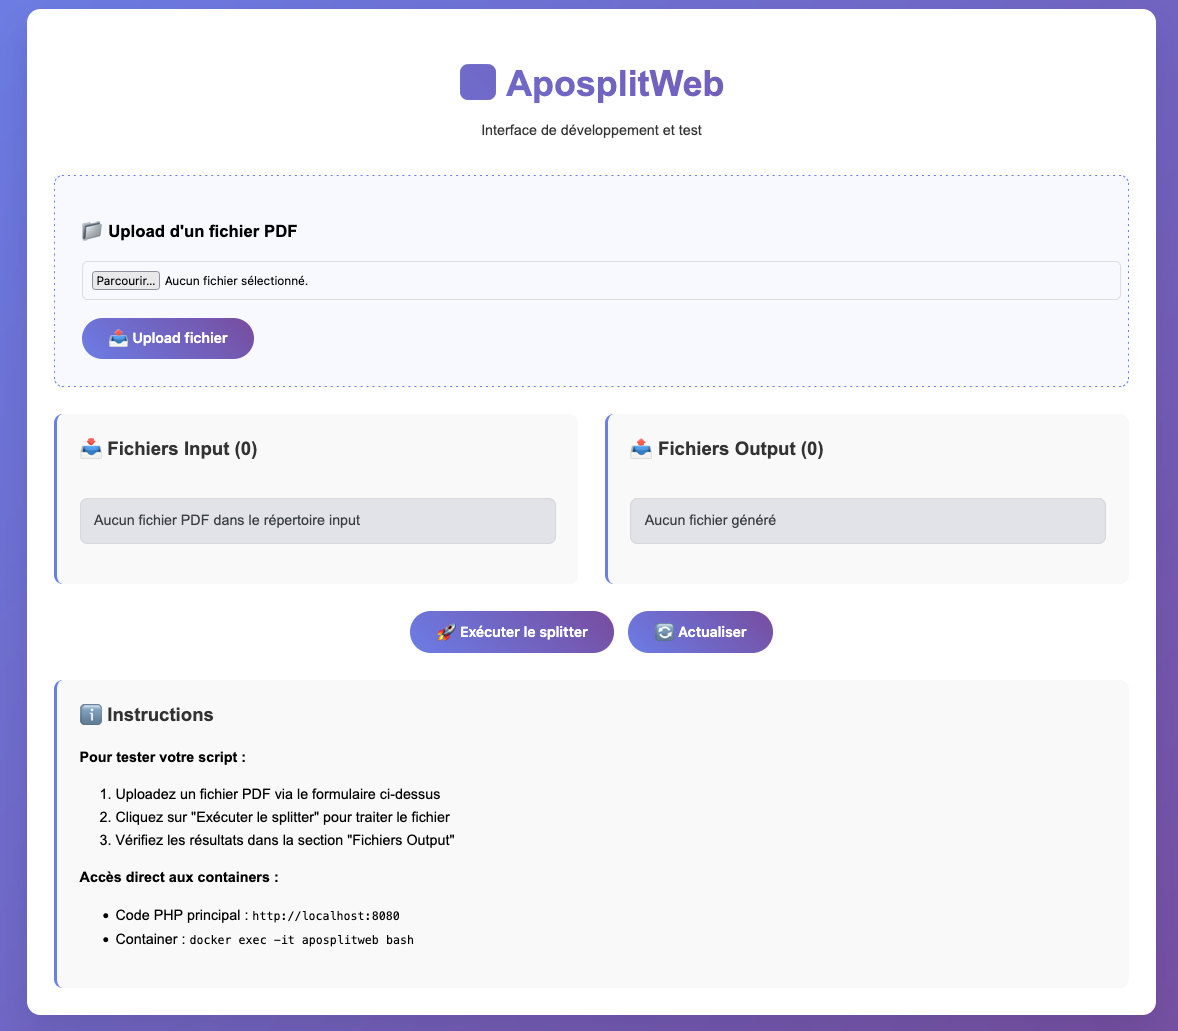 AposplitWeb
Interface de développement et test
Upload d'un fichier PDF
Parcourir... Aucun fichier sélectionné.
Upload fichier
Fichiers Input (0)
Aucun fichier PDF dans le répertoire input
Fichiers Output (0)
Aucun fichier généré
Exécuter le splitter
Actualiser
Instructions
Pour tester votre script :
1. Uploadez un fichier PDF via le formulaire ci-dessus
2. Cliquez sur "Exécuter le splitter" pour traiter le fichier
3. Vérifiez les résultats dans la section "Fichiers Output"
Accès direct aux containers :
• Code PHP principal : http://localhost:8080
• Container : docker exec -it aposplitweb bash